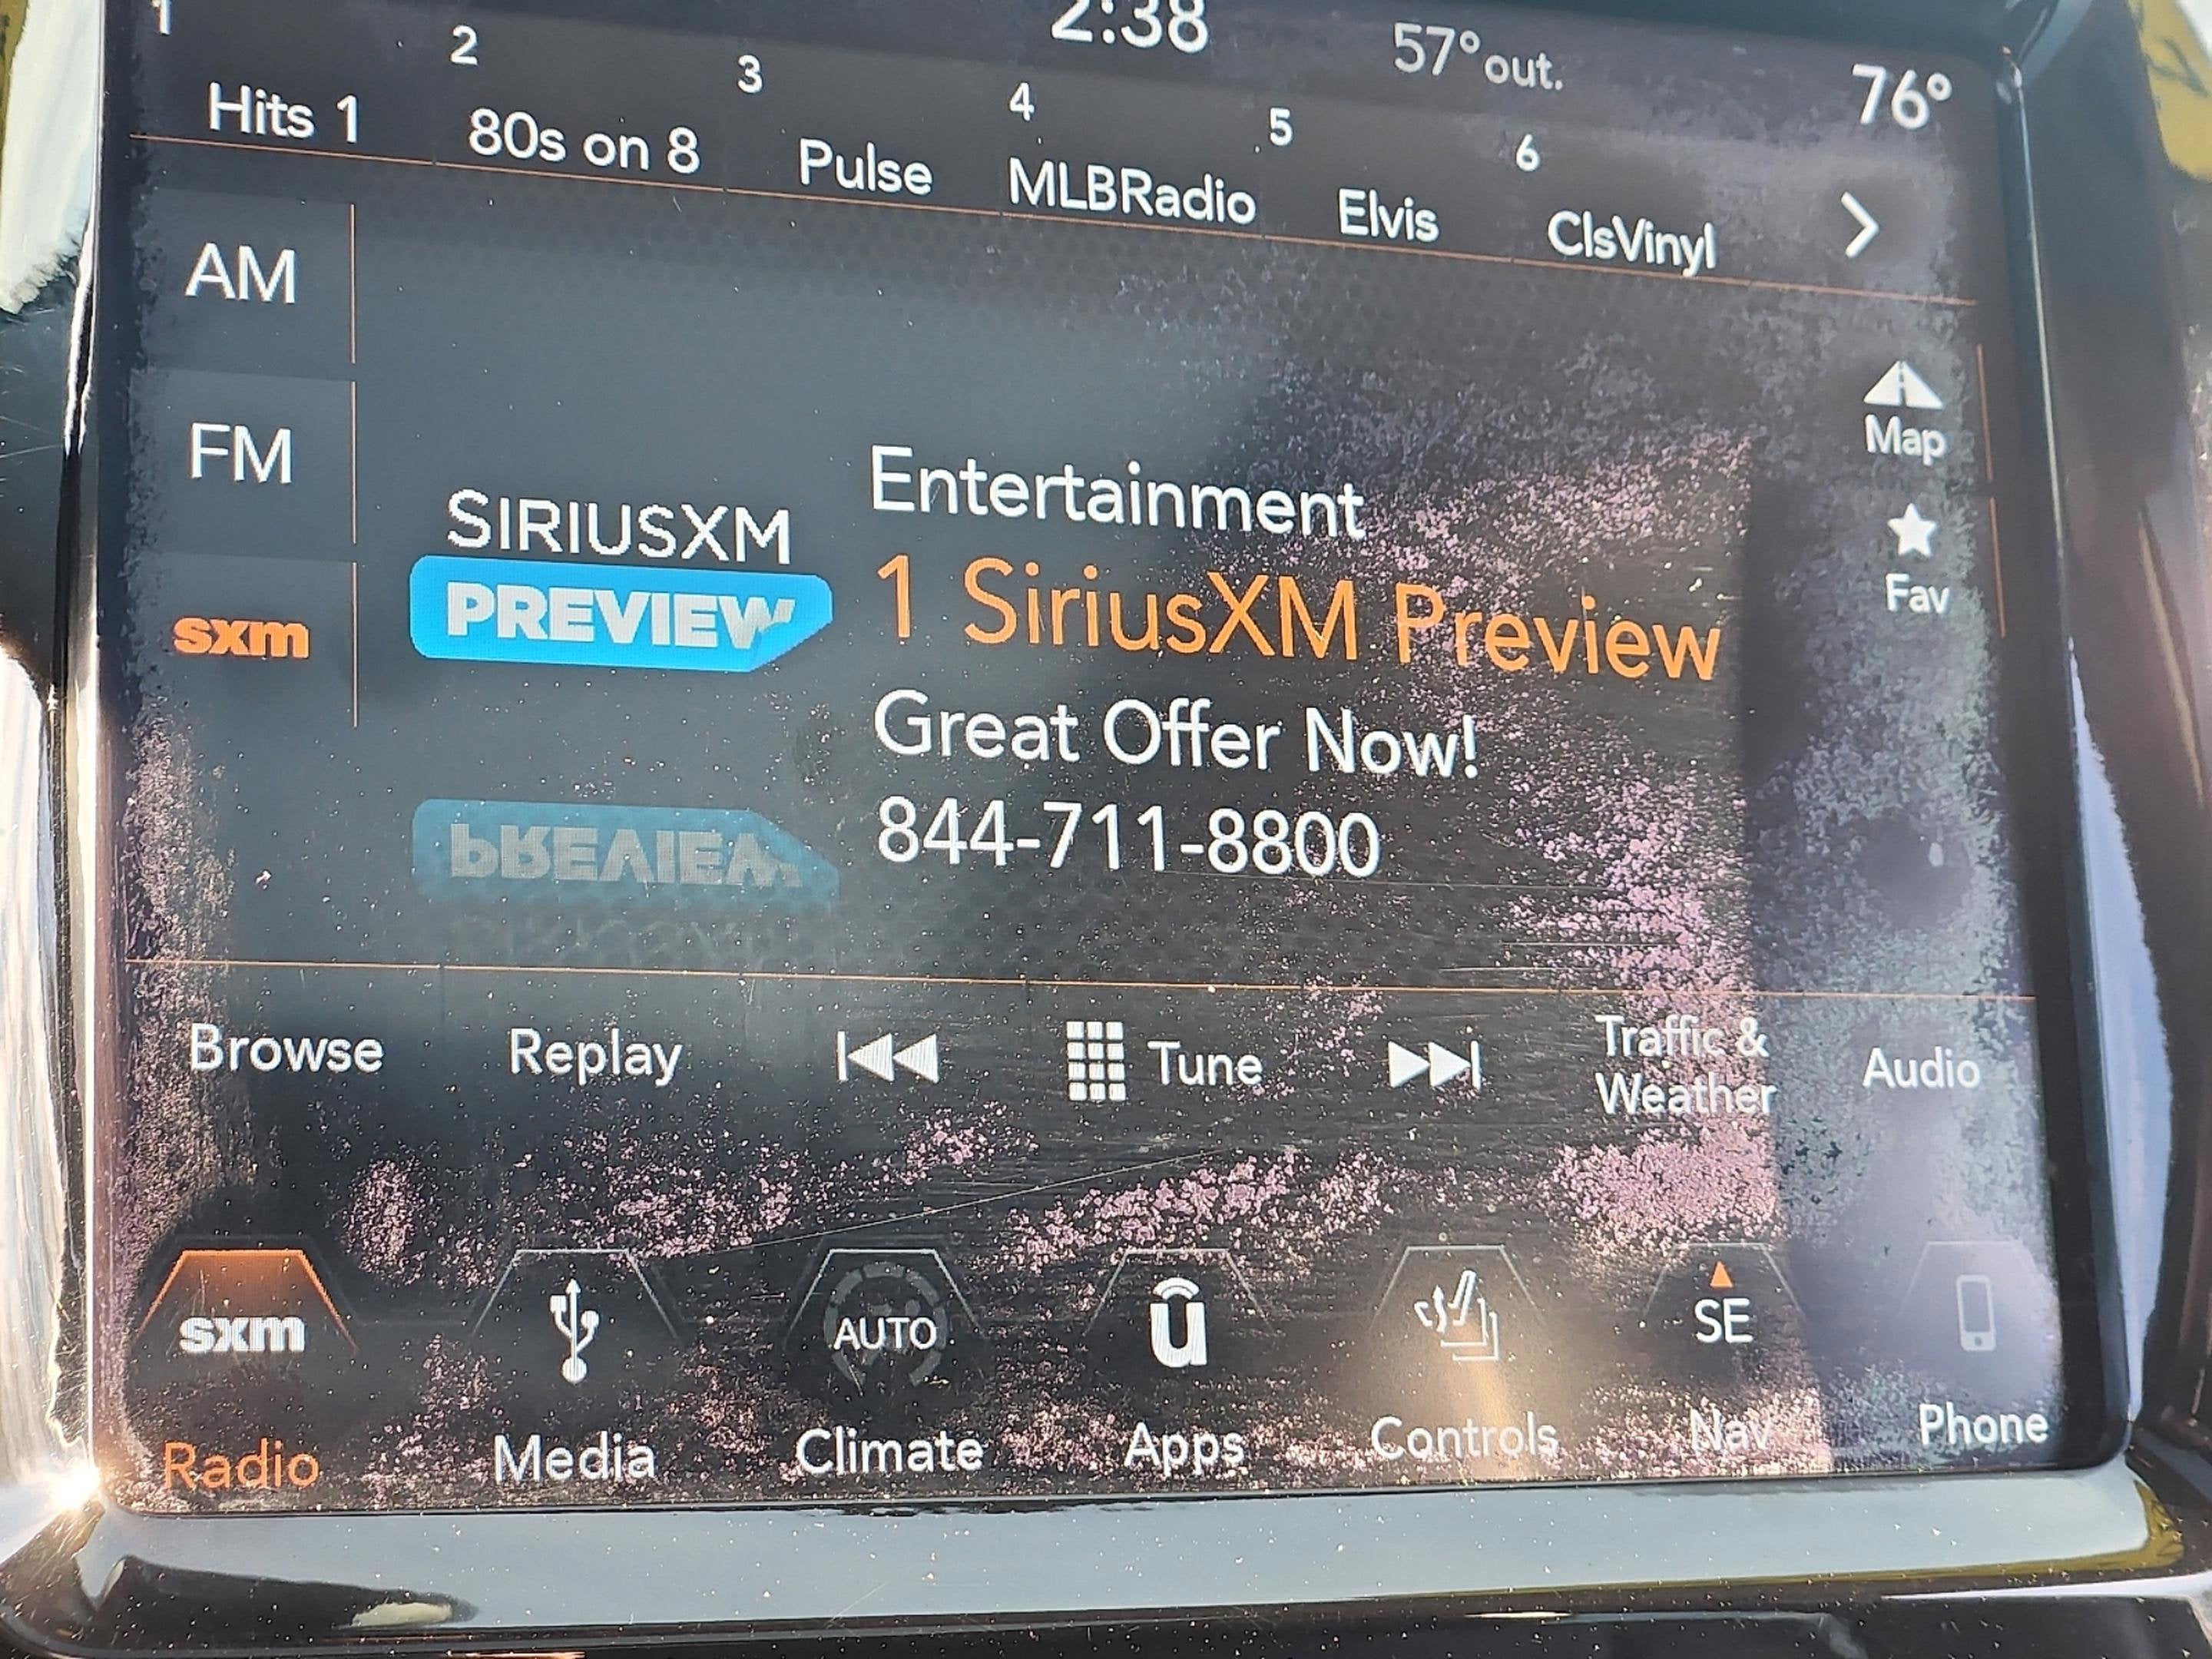 2:38
57° out.
76°
1
Hits 1
2
80s on 8
3
Pulse
4
MLBRadio
5
Elvis
6
ClsVinyl
AM
FM
sxm
SIRIUSXM
PREVIEW
Entertainment
1 SiriusXM Preview
Great Offer Now!
844-711-8800
PREVIEW
Map
Fav
Browse
Replay
Tune
Traffic &
Weather
Audio
sxm
AUTO
u
SE
Radio
Media
Climate
Apps
Controls
Nav
Phone